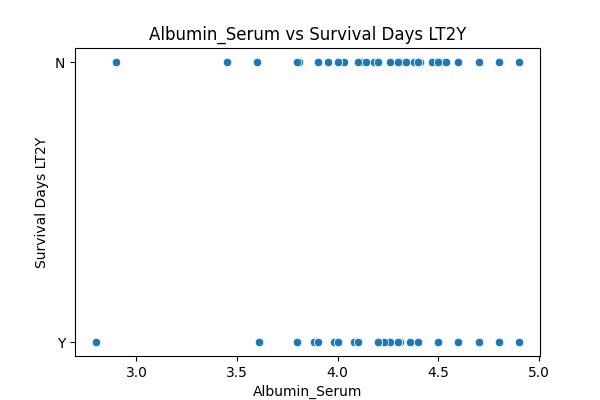 Albumin_Serum vs Survival Days LT2Y
N
Survival Days LT2Y
Y
3.0 3.5 4.0 4.5 5.0
Albumin_Serum